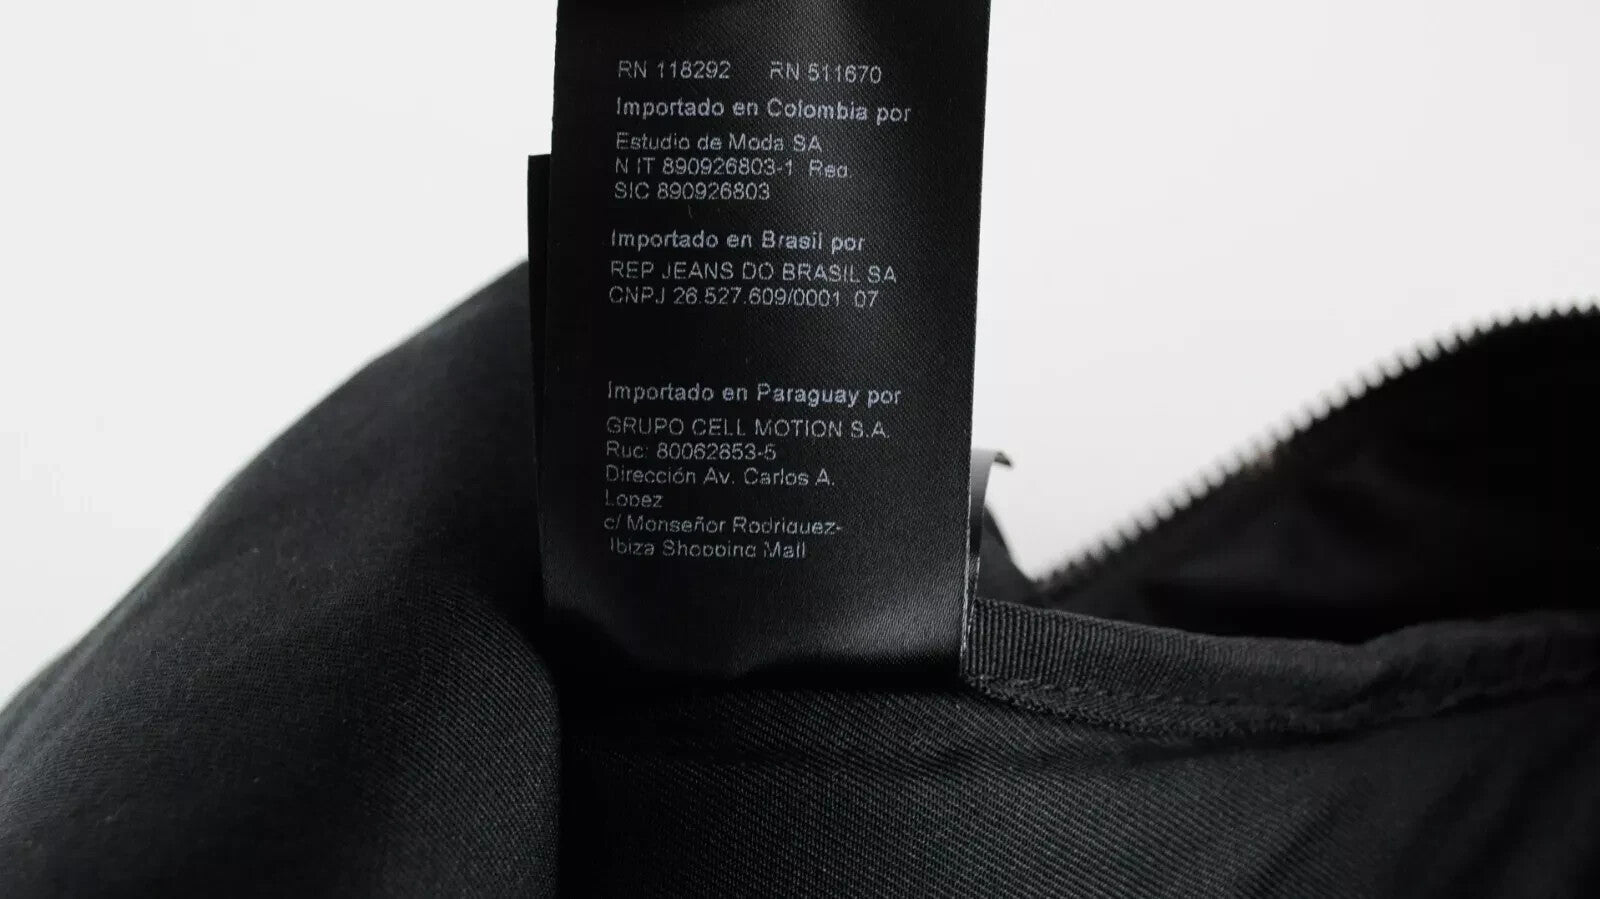 RN 118292 RN 511670
Importado en Colombia por
Estudio de Moda SA
N IT 890926803-1 Reg.
SIC 890926803
Importado en Brasil por
REP JEANS DO BRASIL SA
CNPJ 26.527.609/0001 07
Importado en Paraguay por
GRUPO CELL MOTION S.A.
Ruc: 80062653-5
Dirección Av. Carlos A.
Lopez
c/ Monseñor Rodriguez-
Ibiza Shopping Mall